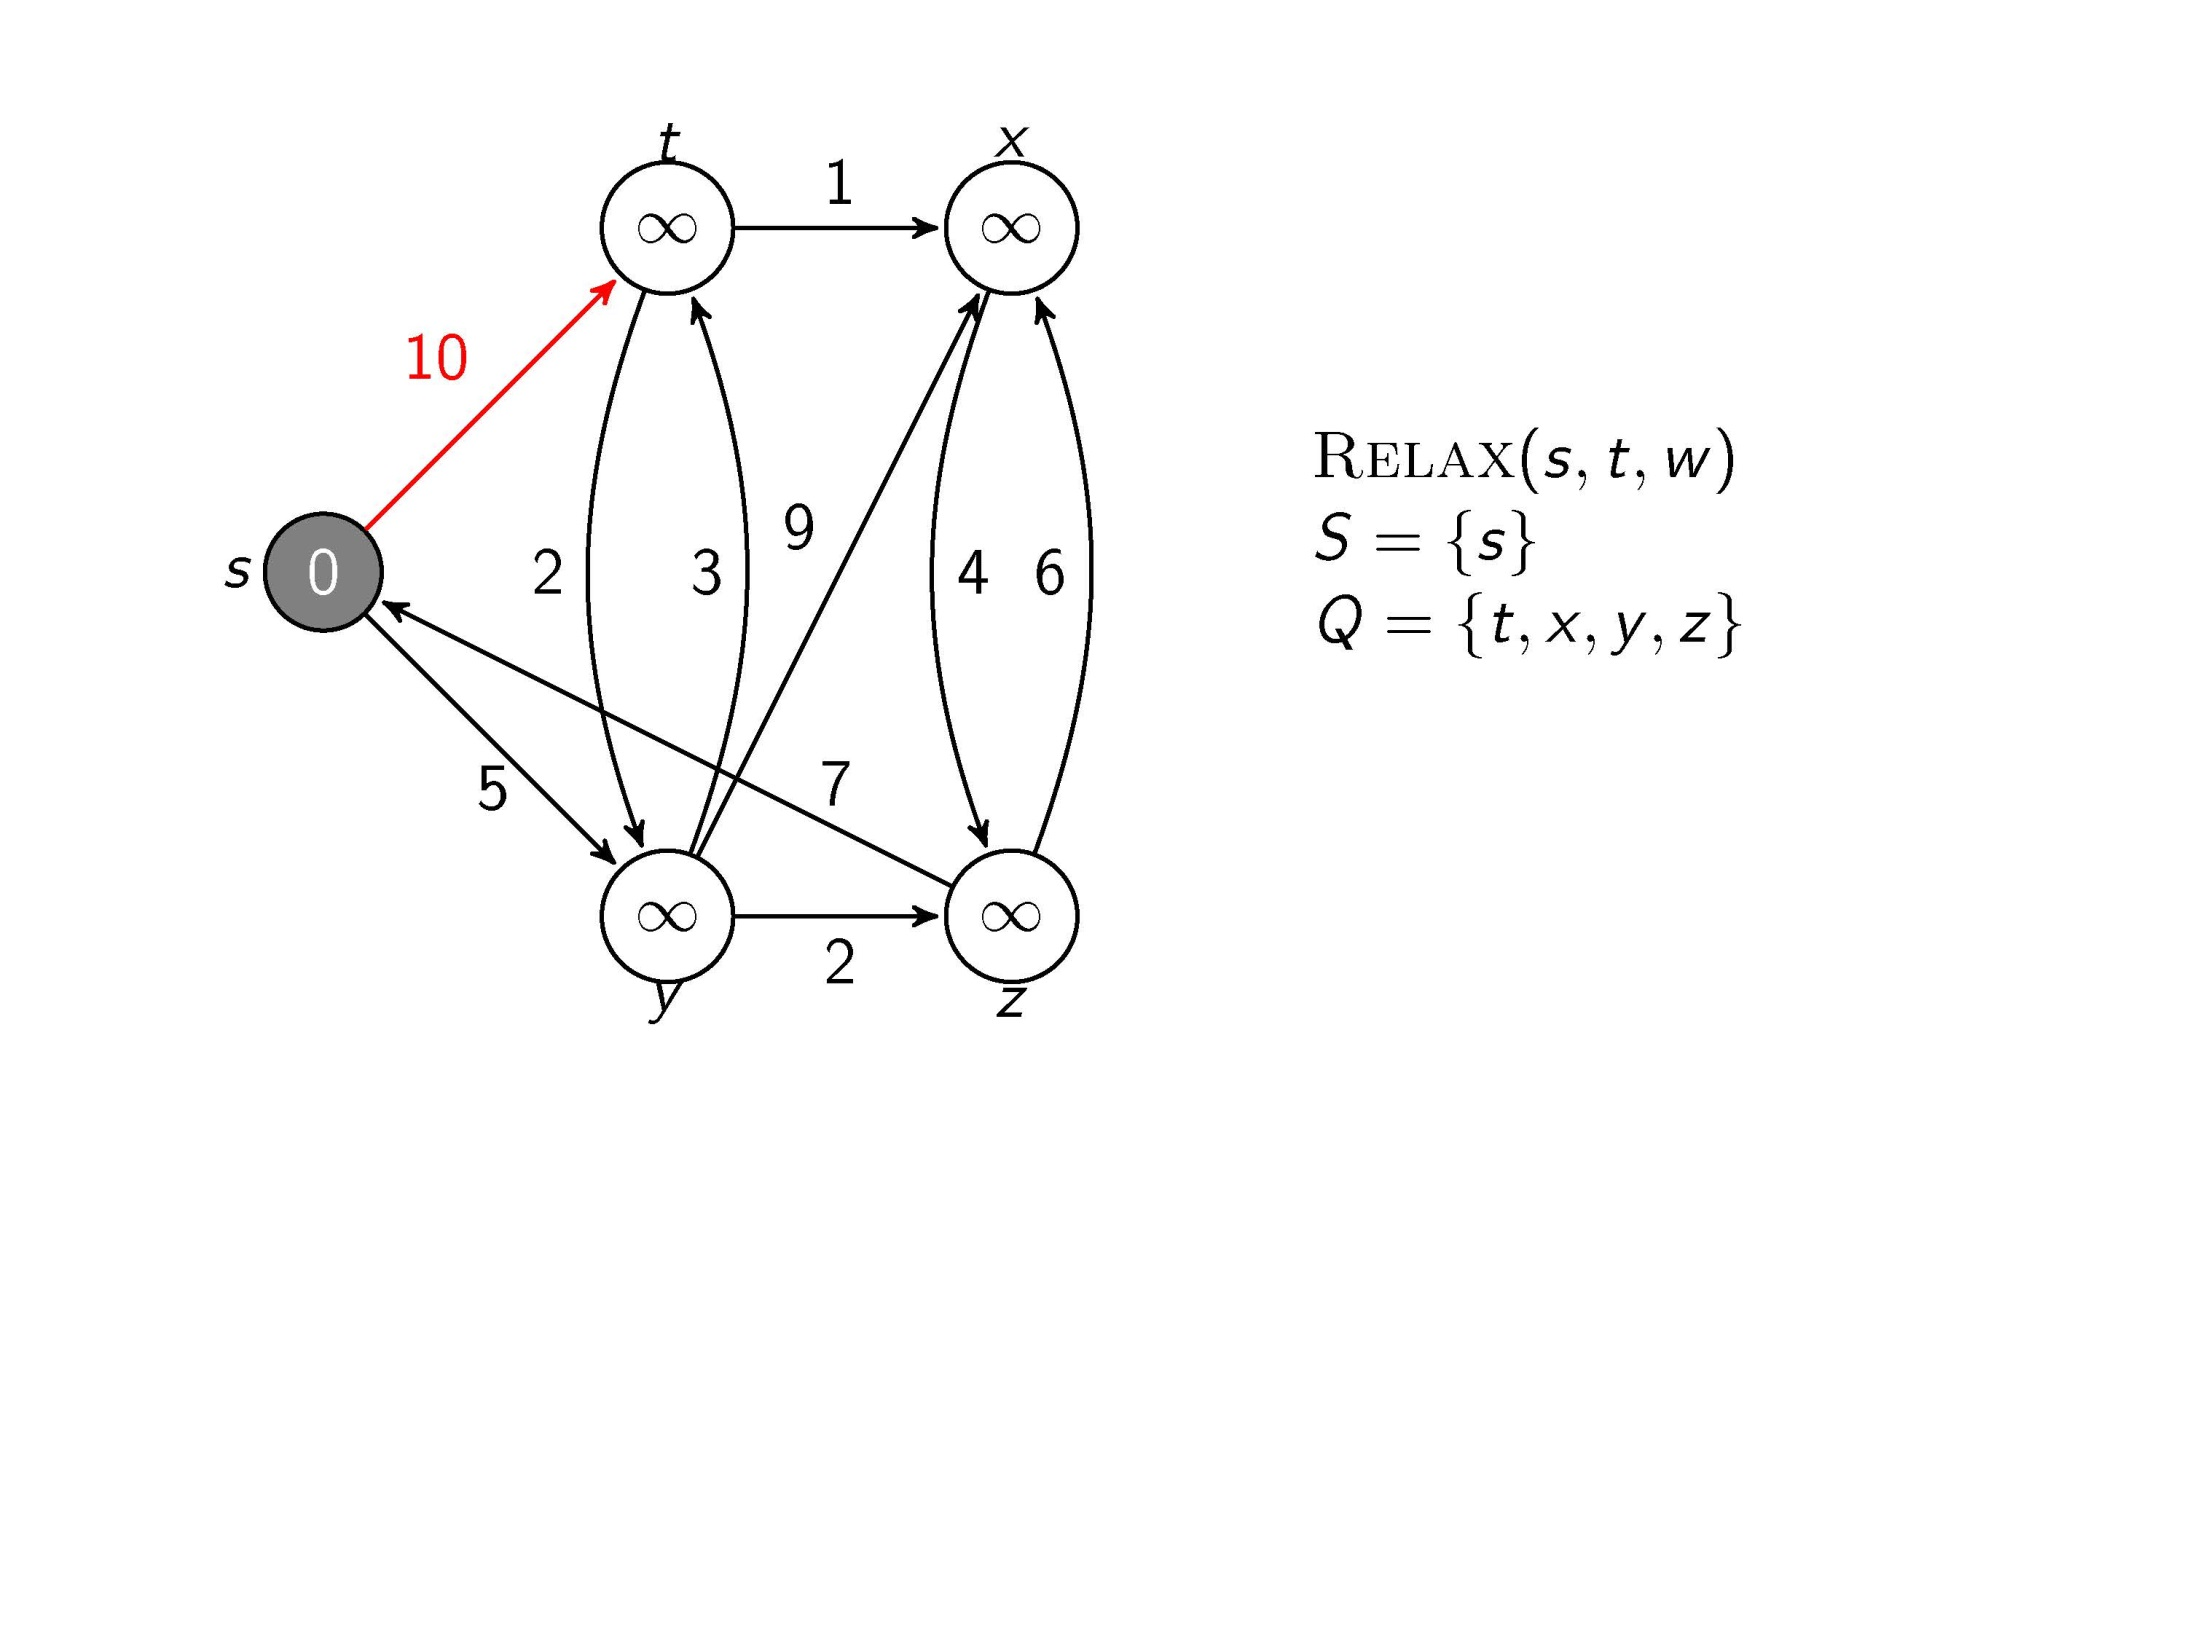 t
x
1
∞
∞
10
RELAX(s, t, w)
9
S = {s}
s
0
2
3
4
6
Q = {t, x, y, z}
5
7
∞
∞
2
y
z